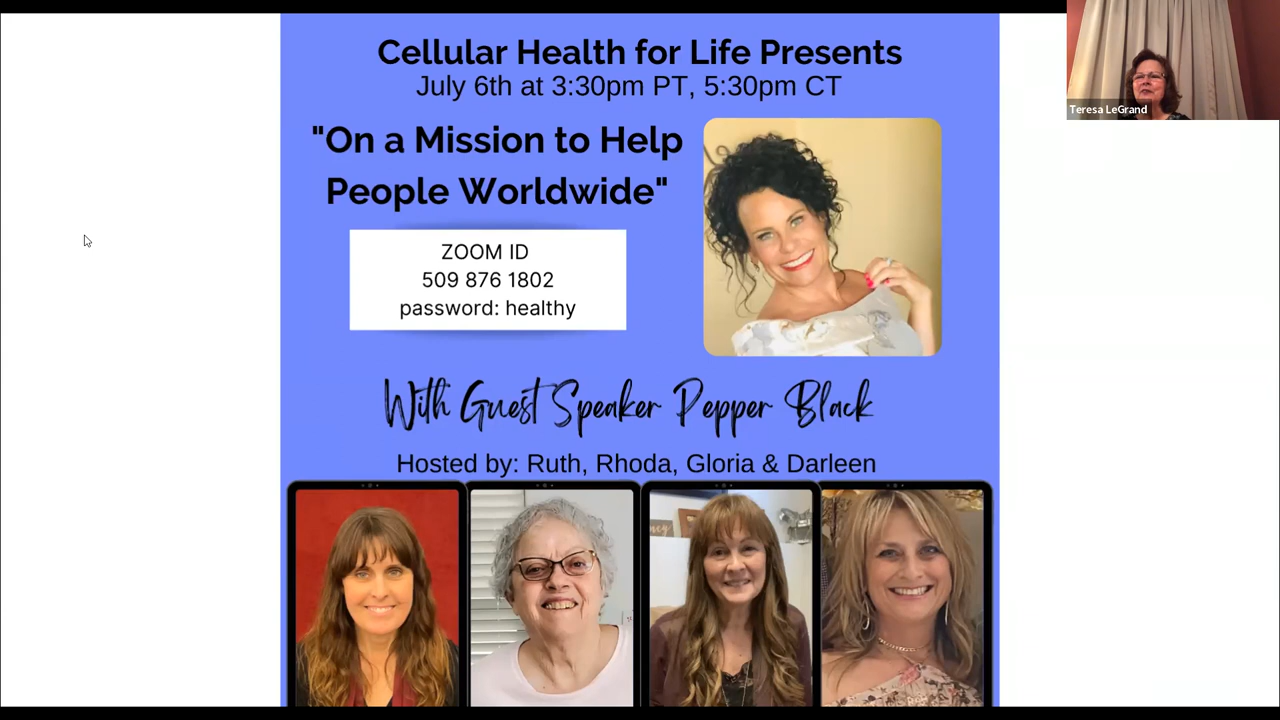 Cellular Health for Life Presents
July 6th at 3:30pm PT, 5:30pm CT
"On a Mission to Help
People Worldwide"
ZOOM ID
509 876 1802
password: healthy
With Guest Speaker Pepper Black
Hosted by: Ruth, Rhoda, Gloria & Darleen
Teresa LeGrand